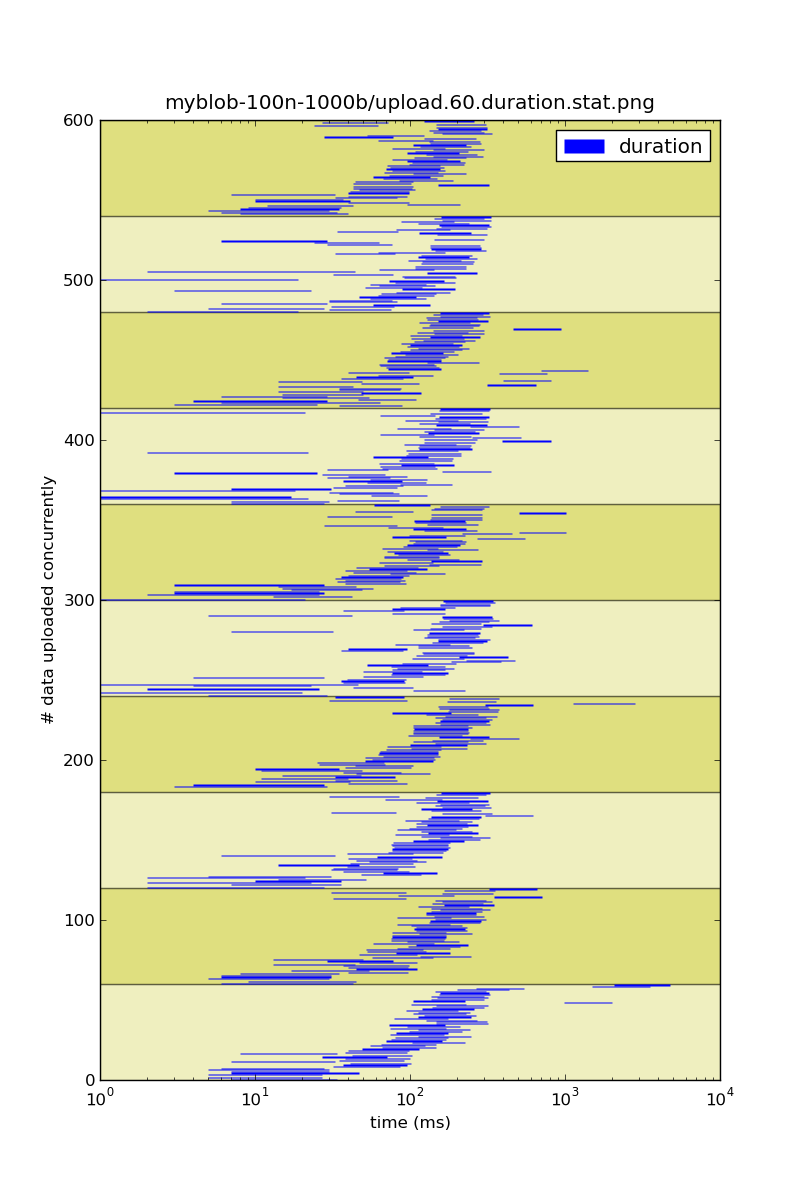 myblob-100n-1000b/upload.60.duration.stat.png
duration
600
500
400
300
200
100
0
# data uploaded concurrently
10^0 10^1 10^2 10^3 10^4
time (ms)